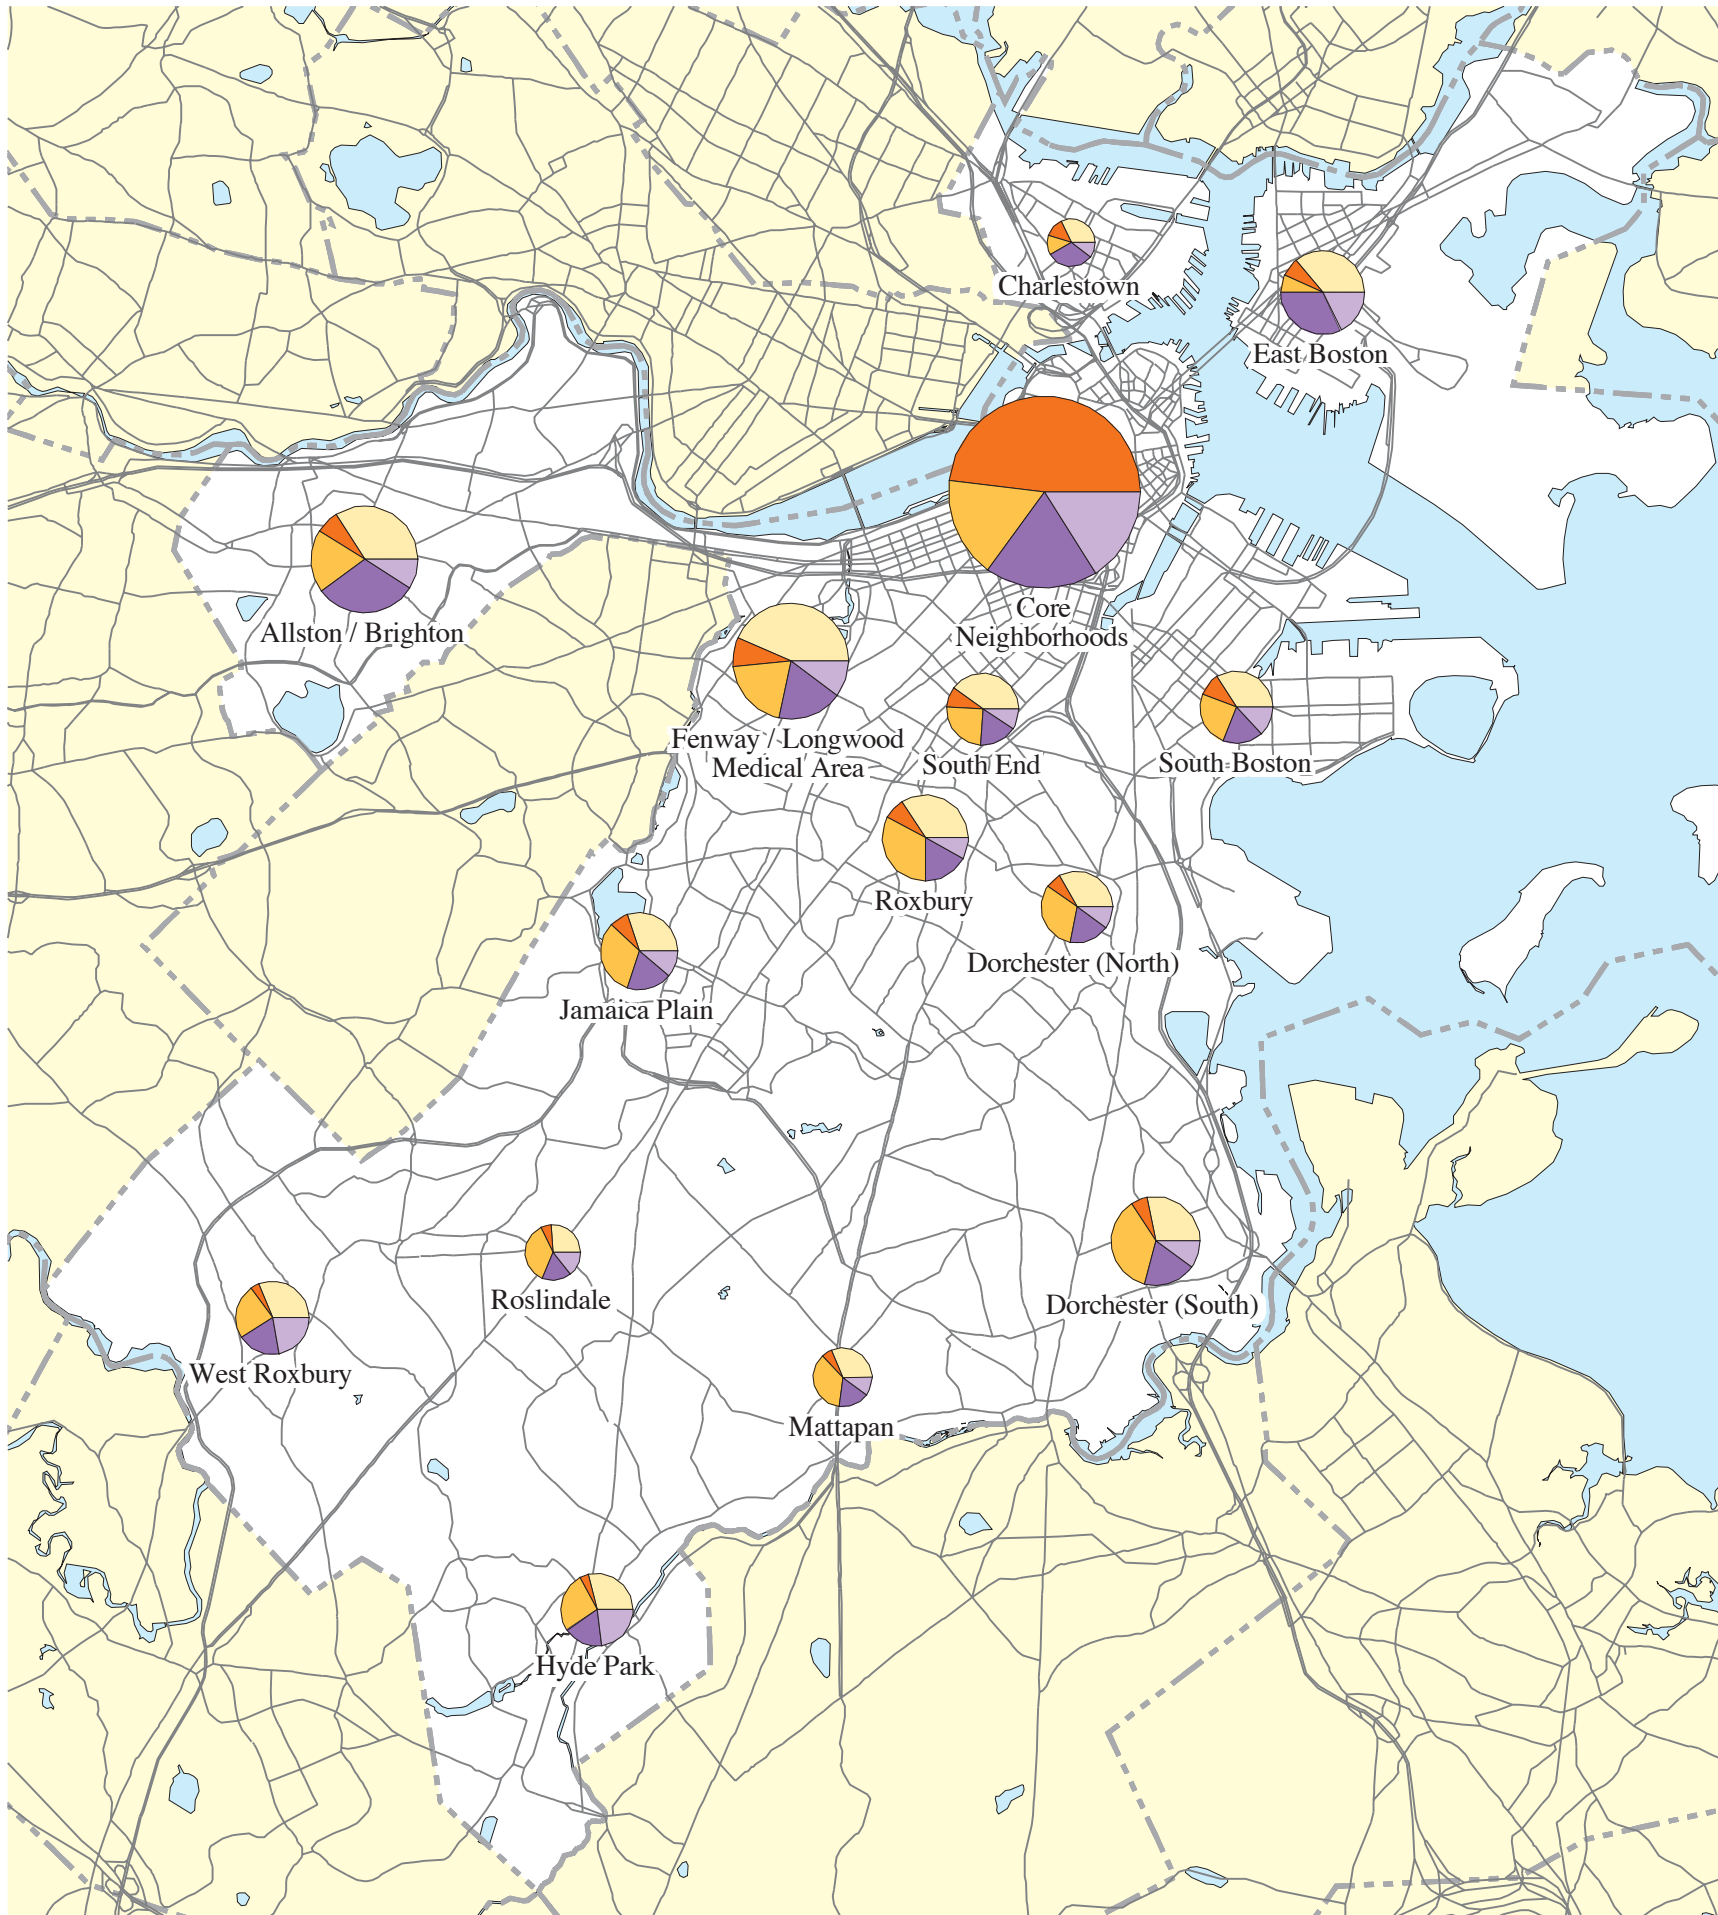 Charlestown
East Boston
Core
Neighborhoods
Allston / Brighton
Fenway / Longwood
Medical Area
South End
South Boston
Roxbury
Dorchester (North)
Jamaica Plain
Roslindale
Dorchester (South)
West Roxbury
Mattapan
Hyde Park